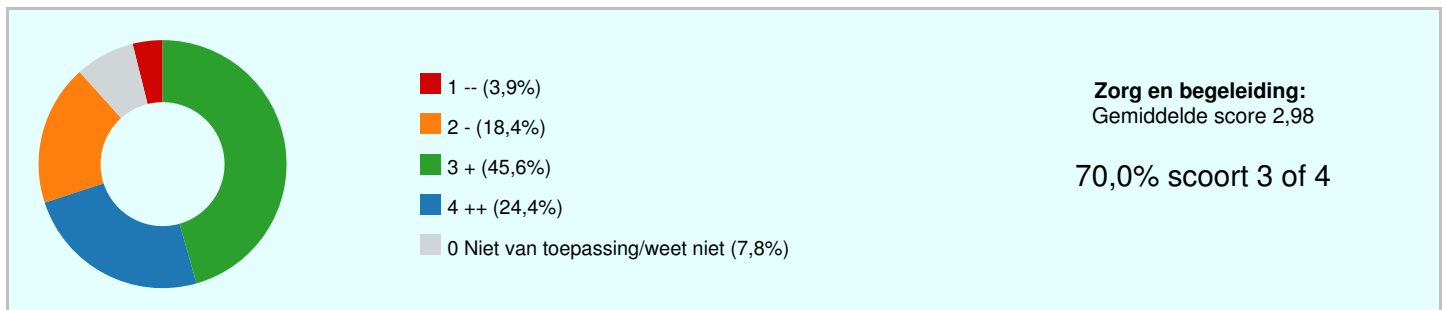 1 -- (3,9%)
2 - (18,4%)
3 + (45,6%)
4 ++ (24,4%)
0 Niet van toepassing/weet niet (7,8%)
Zorg en begeleiding:
Gemiddelde score 2,98
70,0% scoort 3 of 4